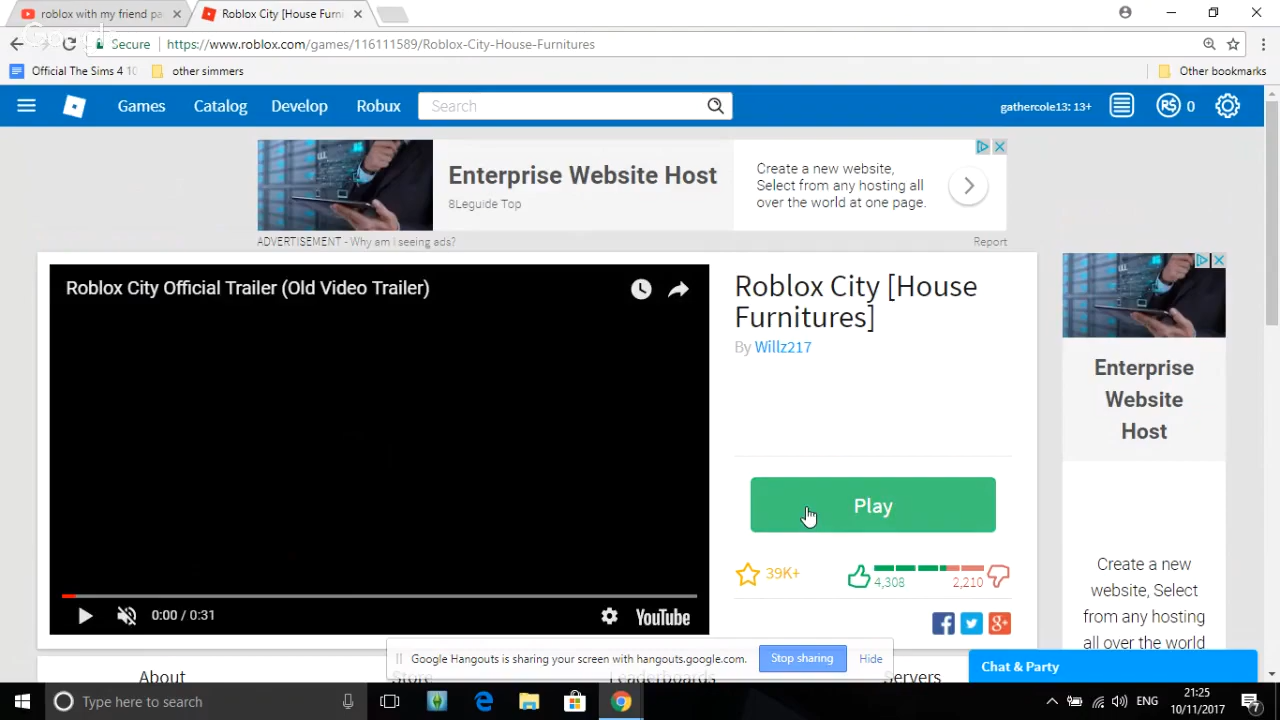 roblox with my friend pa
Roblox City [House Furni
Google
Secure
https://www.roblox.com/games/116111589/Roblox-City-House-Furnitures
Official The Sims 4 10
other simmers
Other bookmarks
Games
Catalog
Develop
Robux
Search
gathercole13: 13+
R$ 0
Enterprise Website Host
8Leguide Top
Create a new website,
Select from any hosting all
over the world at one page.
ADVERTISEMENT - Why am I seeing ads?
Report
Roblox City Official Trailer (Old Video Trailer)
0:00 / 0:31
YouTube
Roblox City [House
Furnitures]
By Willz217
Play
39K+
4,308
2,210
Enterprise
Website
Host
Create a new
website, Select
from any hosting
all over the world
Google Hangouts is sharing your screen with hangouts.google.com.
Stop sharing
Hide
Chat & Party
About
Store
Leaderboards
Servers
Type here to search
ENG
21:25
10/11/2017
7